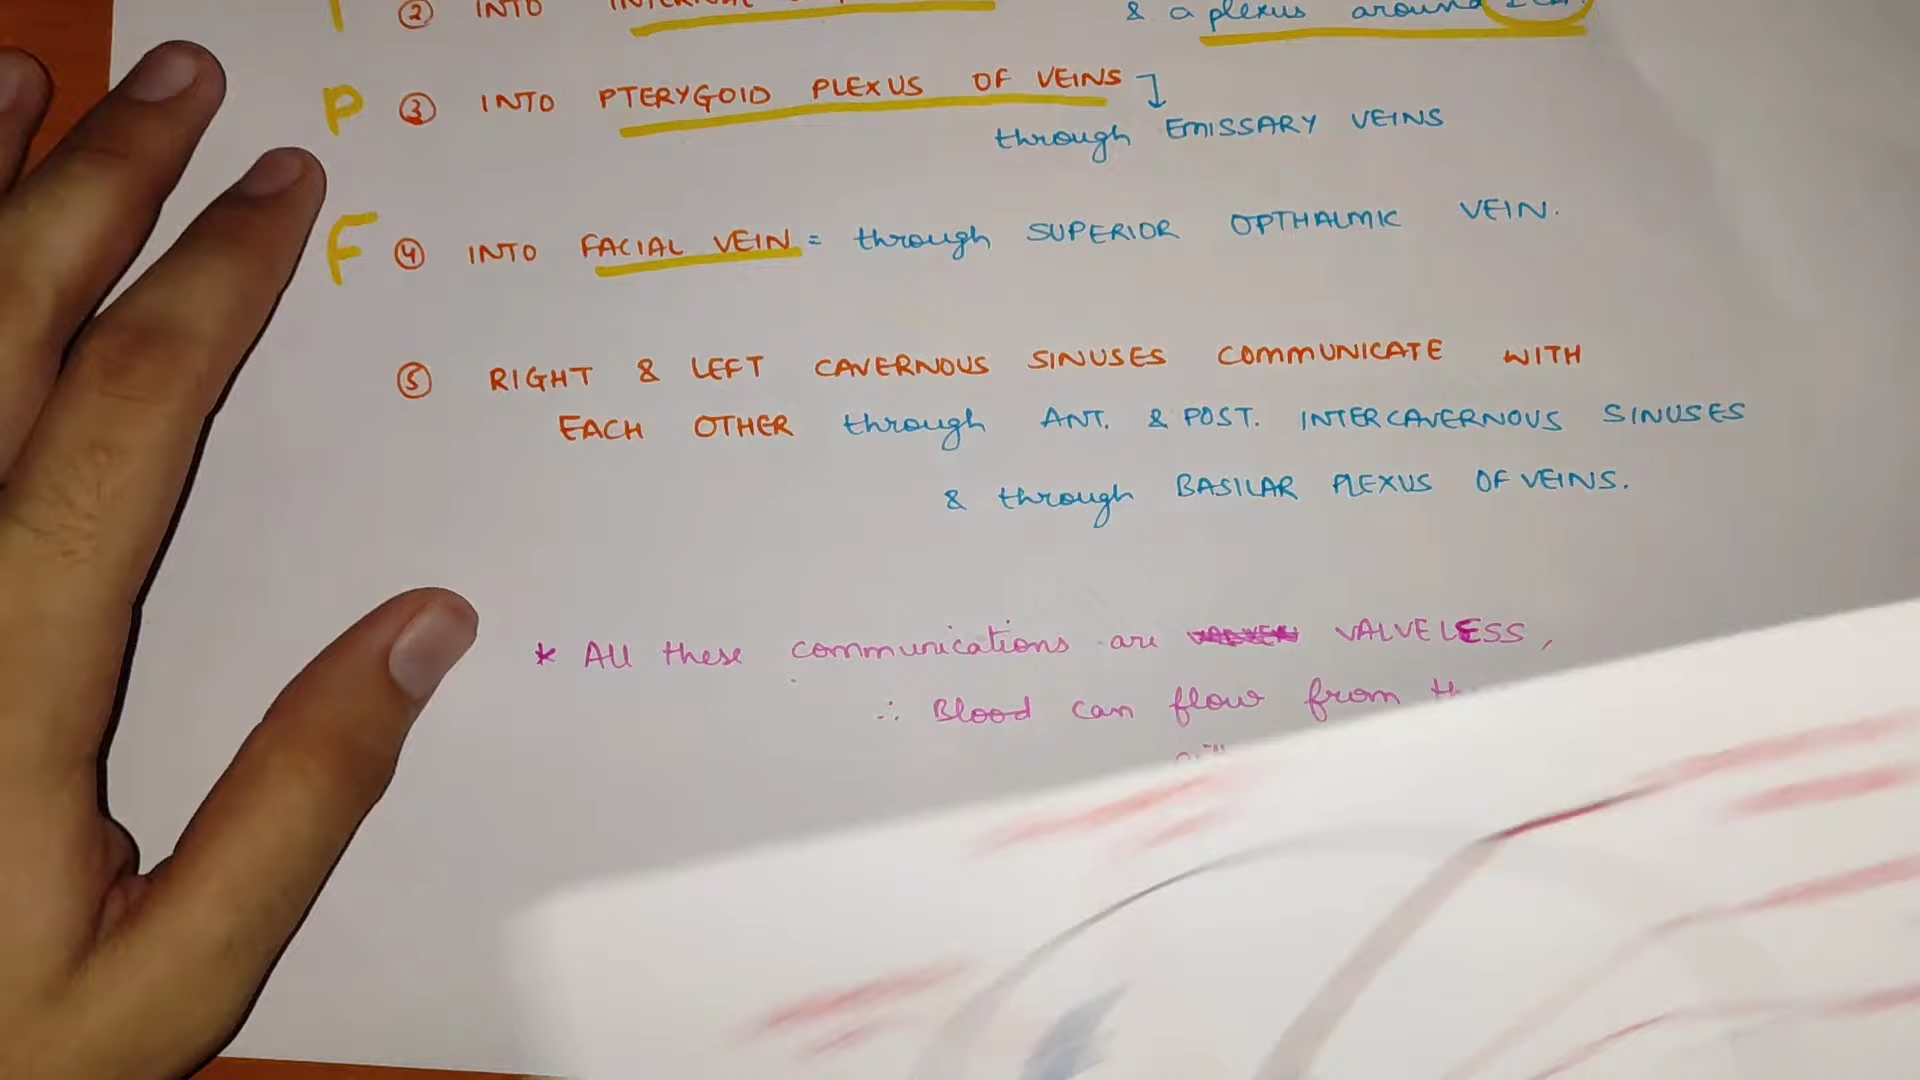 ② INTO INTERNAL & a plexus around
P ③ INTO PTERYGOID PLEXUS OF VEINS
through EMISSARY VEINS
F ④ INTO FACIAL VEIN = through SUPERIOR OPTHALMIC VEIN.
⑤ RIGHT & LEFT CAVERNOUS SINUSES COMMUNICATE WITH
EACH OTHER through ANT. & POST. INTERCAVERNOUS SINUSES
& through BASILAR PLEXUS OF VEINS.
* All these communications are VALVELESS,
∴ Blood can flow from